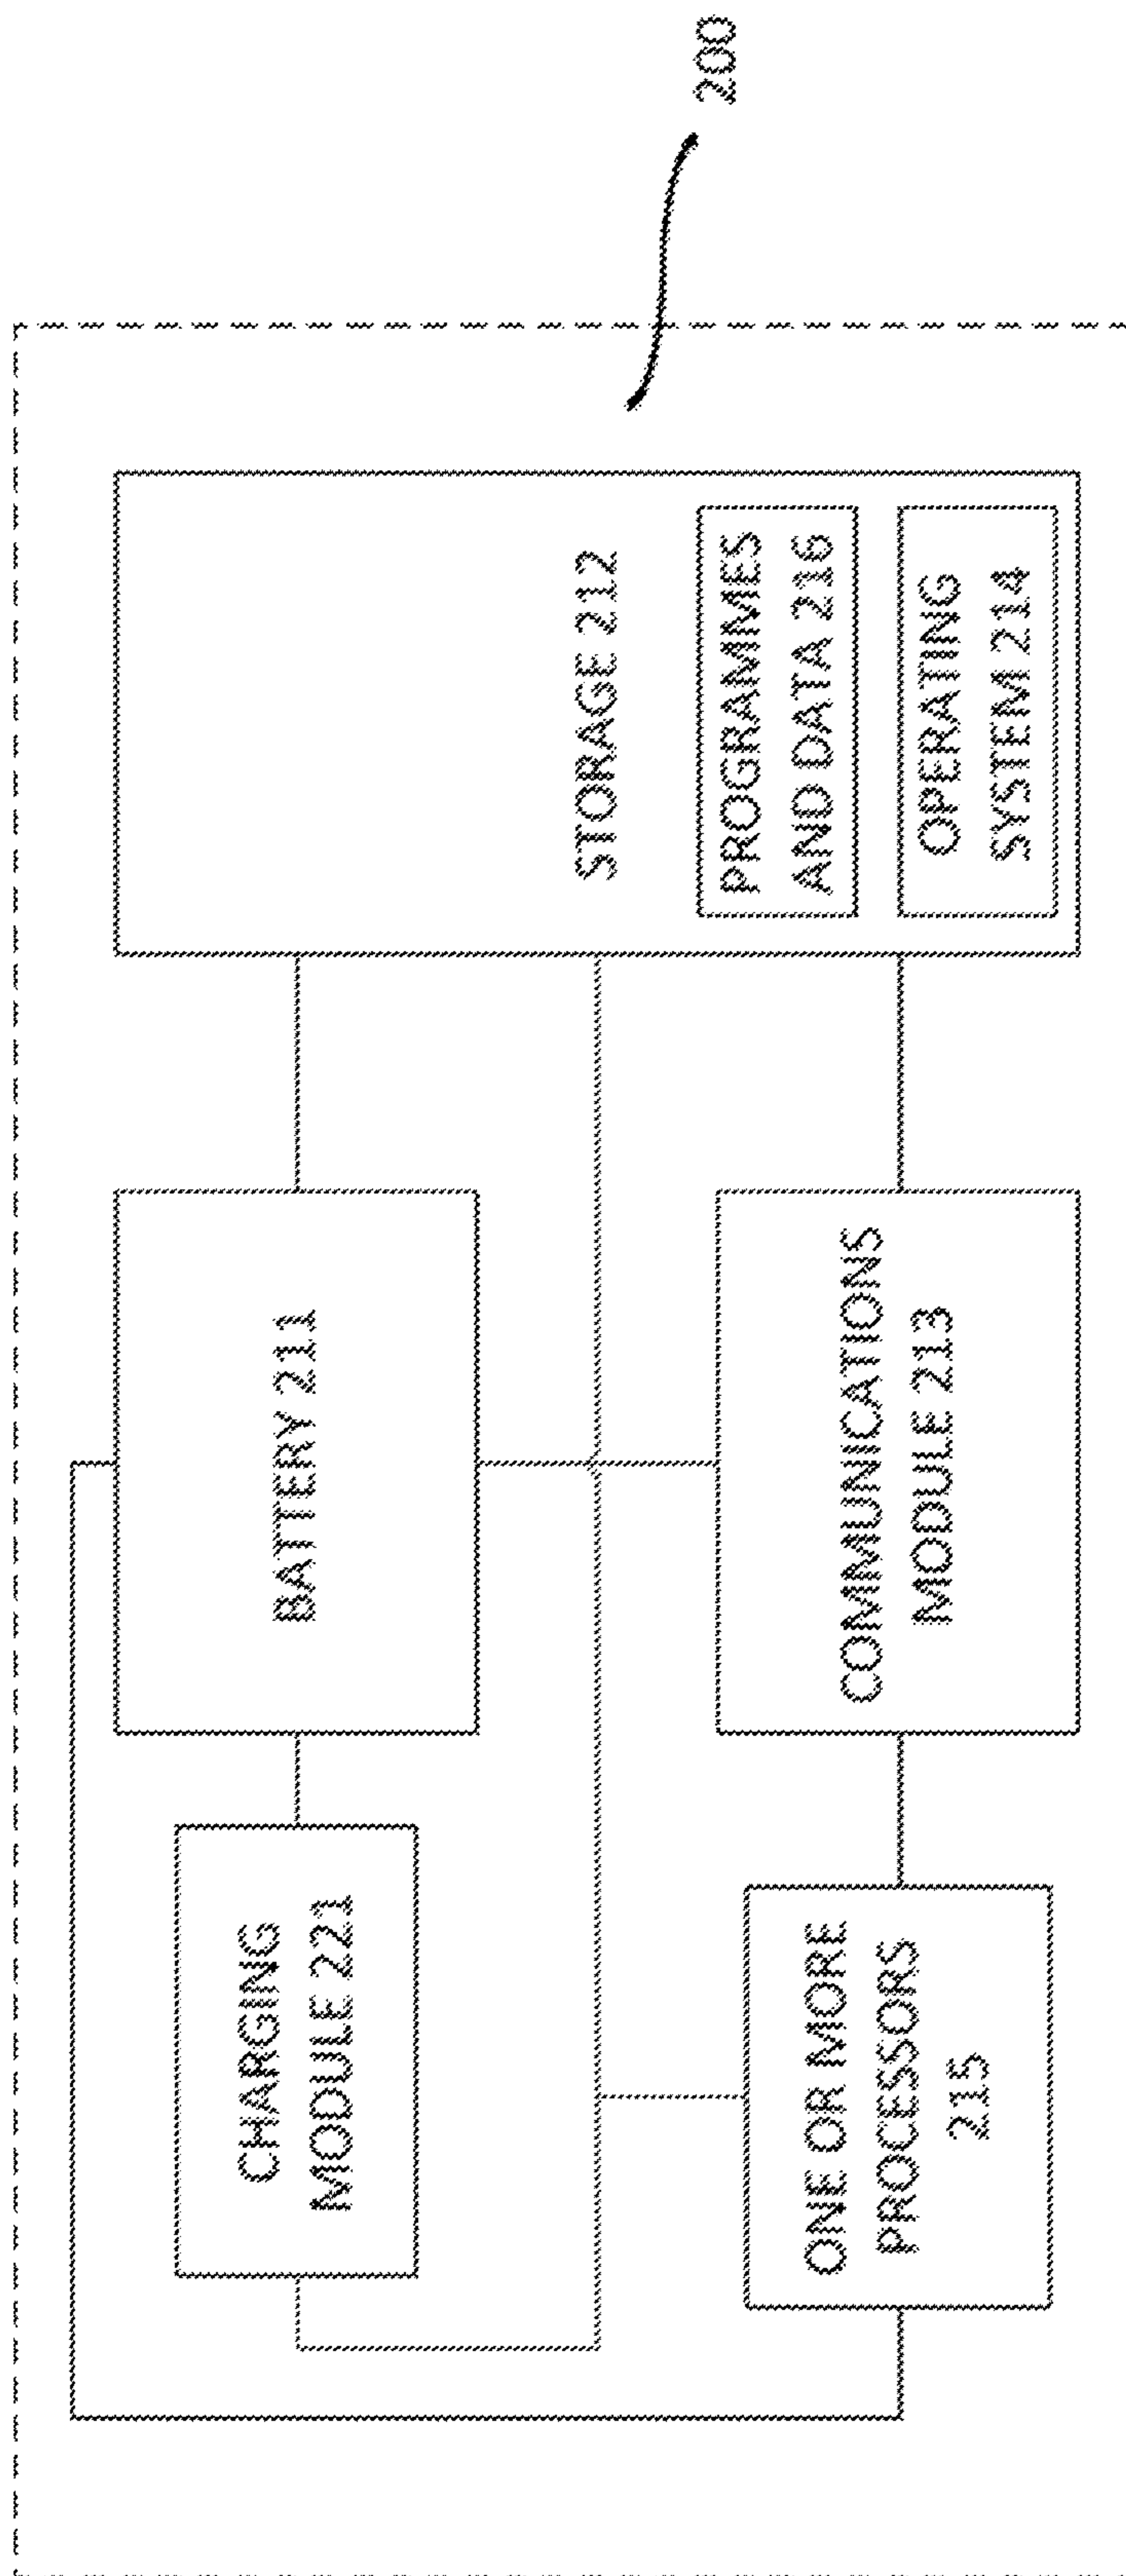 200
CHARGING
MODULE 221
BATTERY 211
STORAGE 212
PROGRAMMES
AND DATA 216
OPERATING
SYSTEM 214
COMMUNICATIONS
MODULE 213
ONE OR MORE
PROCESSORS
215